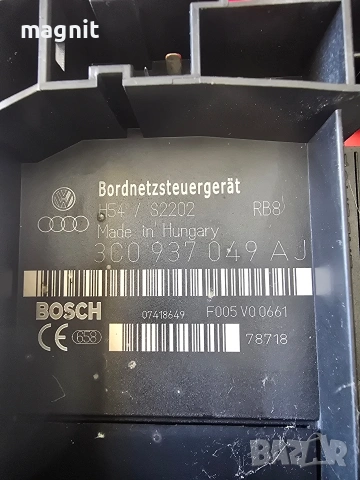 magnit
Bordnetzsteuergerät
H54 / S2202 RB8
Made in Hungary
3C0 937 049 AJ
BOSCH 07418649 F005 V0 0661
CE 658 78718
BAZAR